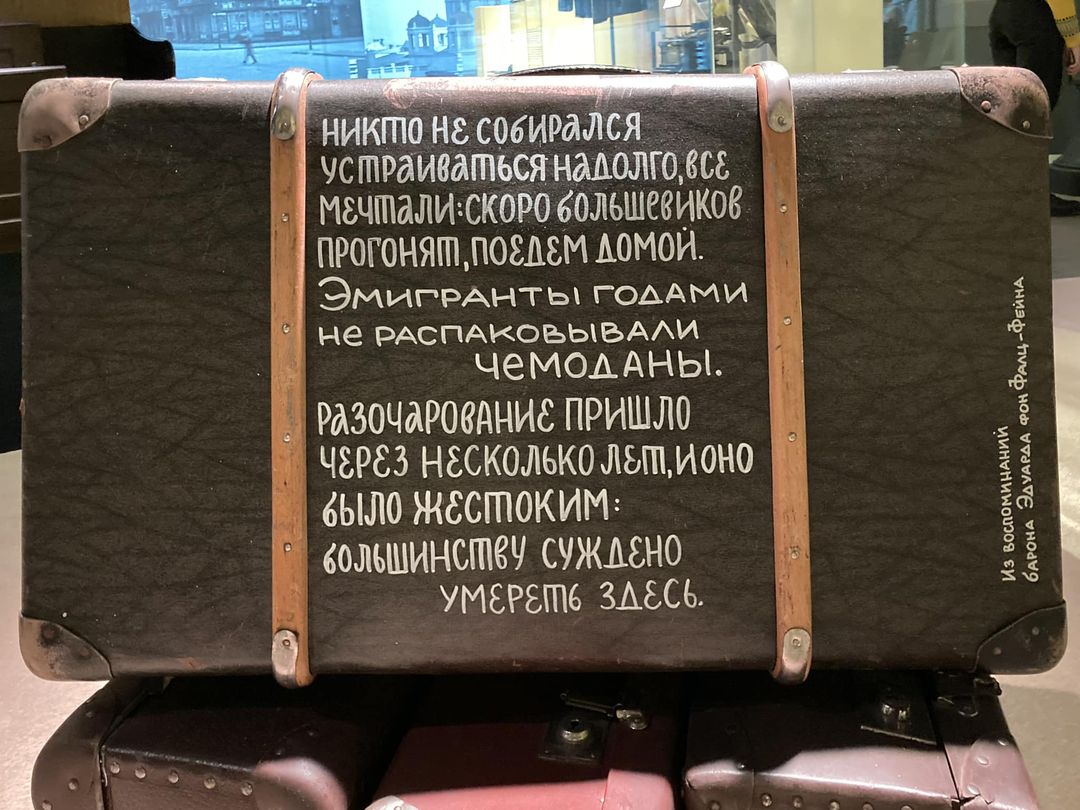 Никто не собирался
устраиваться надолго, все
мечтали: скоро большевиков
прогонят, поедем домой.
Эмигранты годами
не распаковывали
чемоданы.
Разочарование пришло
через несколько лет, и оно
было жестоким:
большинству суждено
умереть здесь.
Из воспоминаний
барона Эдуарда фон Фалц-Фейна